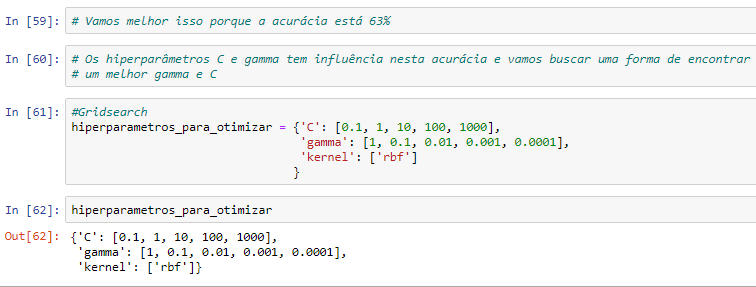 In [59]: # Vamos melhor isso porque a acurácia está 63%
In [60]: # Os hiperparâmetros C e gamma tem influência nesta acurácia e vamos buscar uma forma de encontrar
# um melhor gamma e C
In [61]: #Gridsearch
hiperparametros_para_otimizar = {'C': [0.1, 1, 10, 100, 1000],
'gamma': [1, 0.1, 0.01, 0.001, 0.0001],
'kernel': ['rbf']
}
In [62]: hiperparametros_para_otimizar
Out[62]: {'C': [0.1, 1, 10, 100, 1000],
'gamma': [1, 0.1, 0.01, 0.001, 0.0001],
'kernel': ['rbf']}